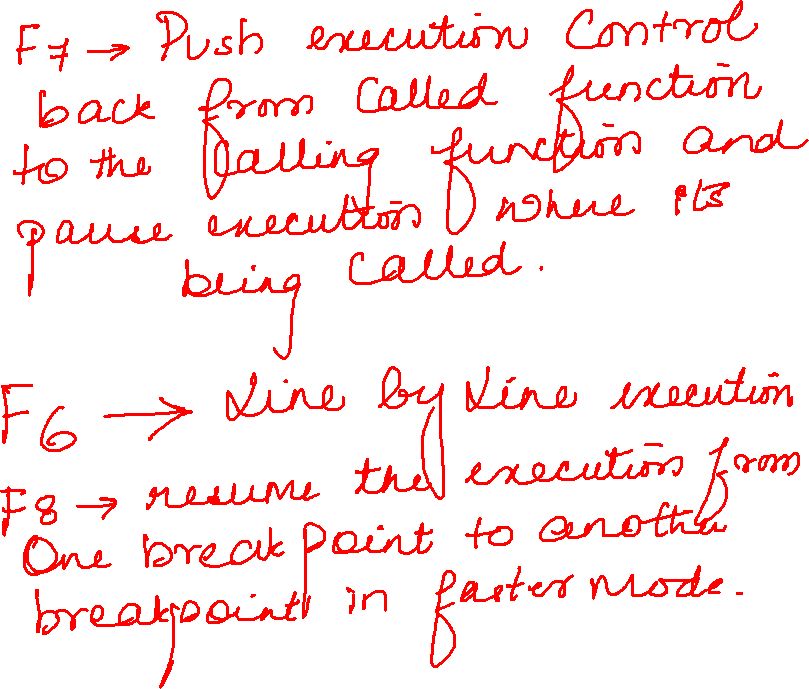 F7 → Push execution Control
back from Called function
to the Calling function and
pause execution where its
being Called.
F6 → Line by Line execution
F8 → resume the execution from
One break point to another
breakpoint in faster mode.